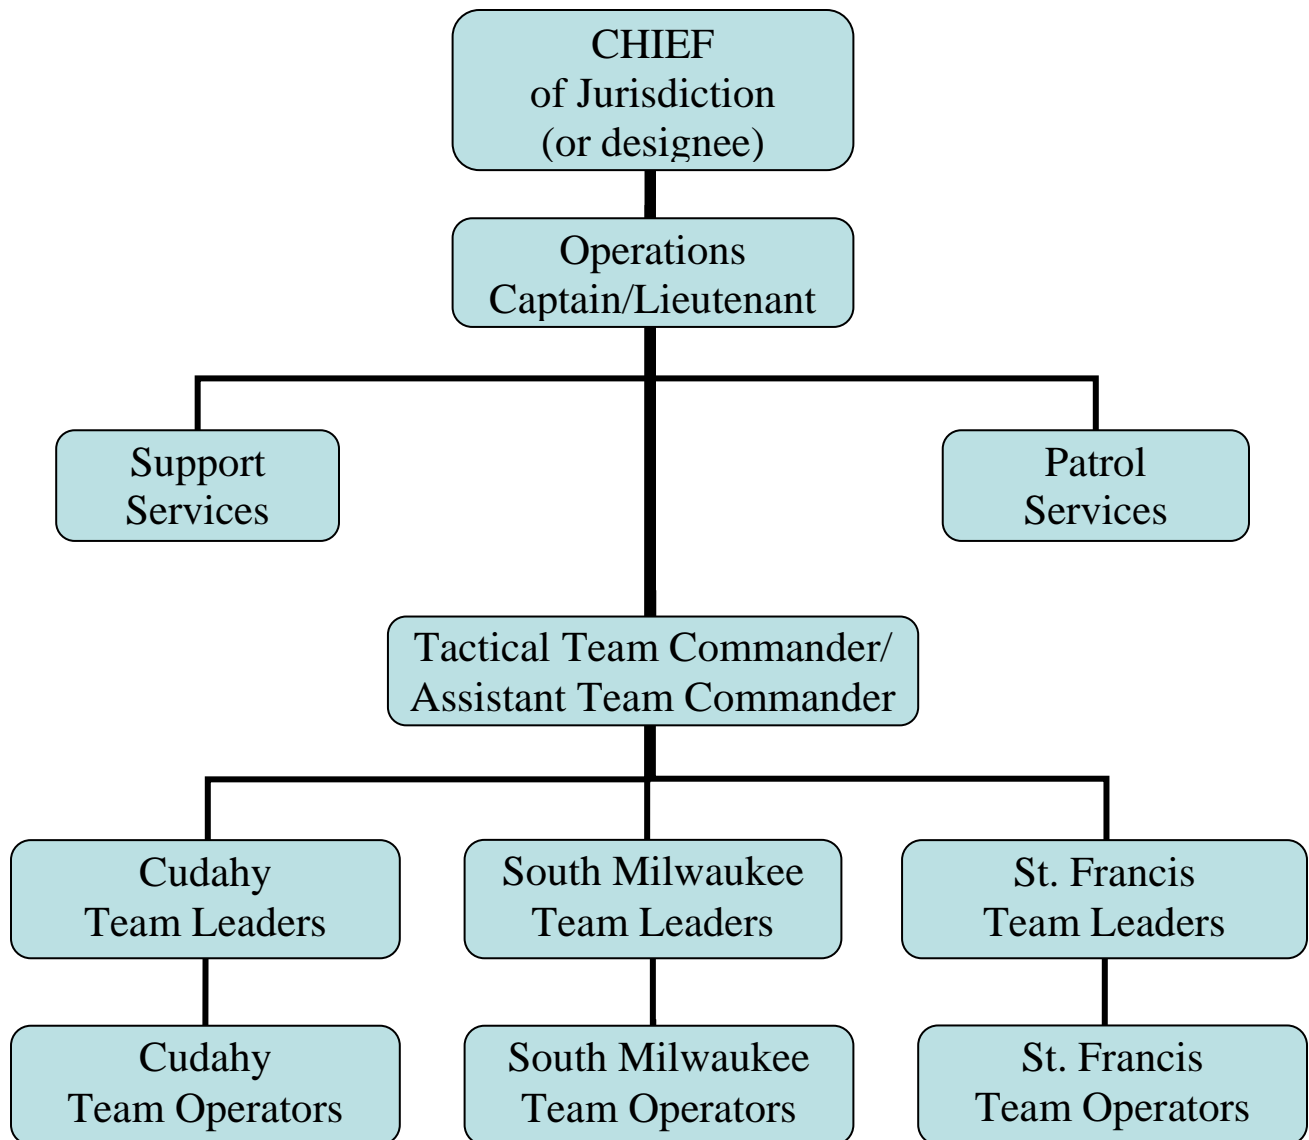 CHIEF
of Jurisdiction
(or designee)
Operations
Captain/Lieutenant
Support
Services
Patrol
Services
Tactical Team Commander/
Assistant Team Commander
Cudahy
Team Leaders
South Milwaukee
Team Leaders
St. Francis
Team Leaders
Cudahy
Team Operators
South Milwaukee
Team Operators
St. Francis
Team Operators